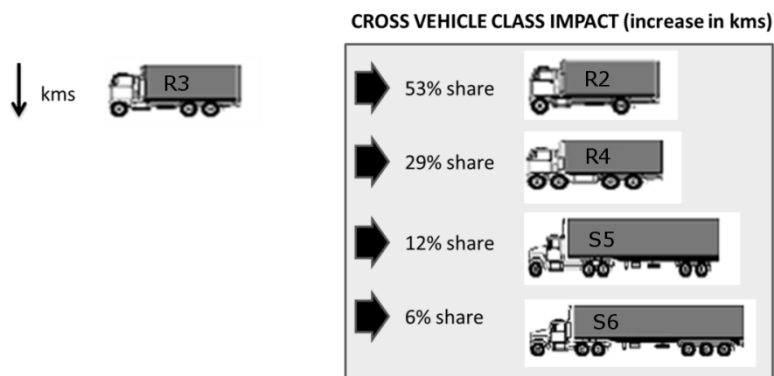 CROSS VEHICLE CLASS IMPACT (increase in kms)
kms
R3
53% share
R2
29% share
R4
12% share
S5
6% share
S6